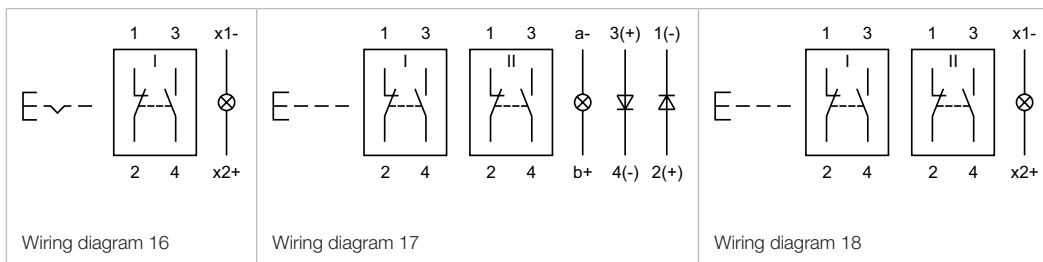 1 3 x1-
I
2 4 x2+
Wiring diagram 16
1 3 1 3 a- 3(+) 1(-)
I II
2 4 2 4 b+ 4(-) 2(+)
Wiring diagram 17
1 3 1 3 x1-
I II
2 4 2 4 x2+
Wiring diagram 18